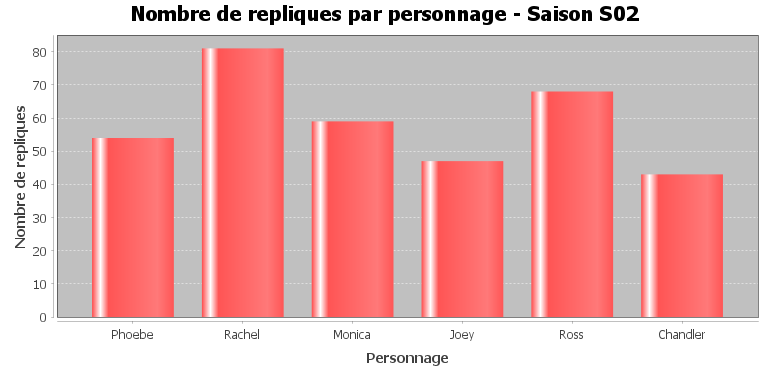 Nombre de repliques par personnage - Saison S02
Nombre de repliques
80
70
60
50
40
30
20
10
0
Phoebe Rachel Monica Joey Ross Chandler
Personnage